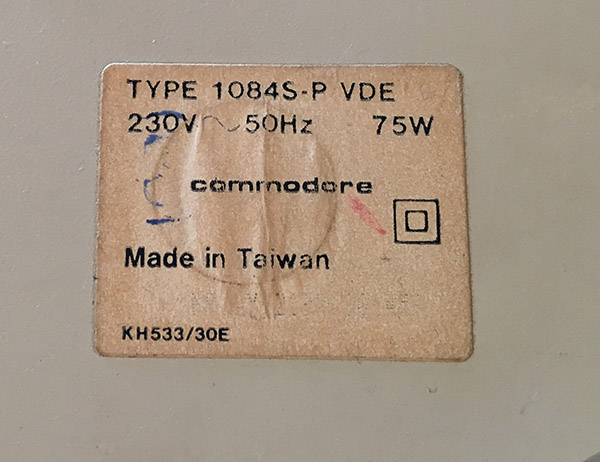 TYPE 1084S-P VDE
230V~50Hz 75W
commodore
Made in Taiwan
KH533/30E